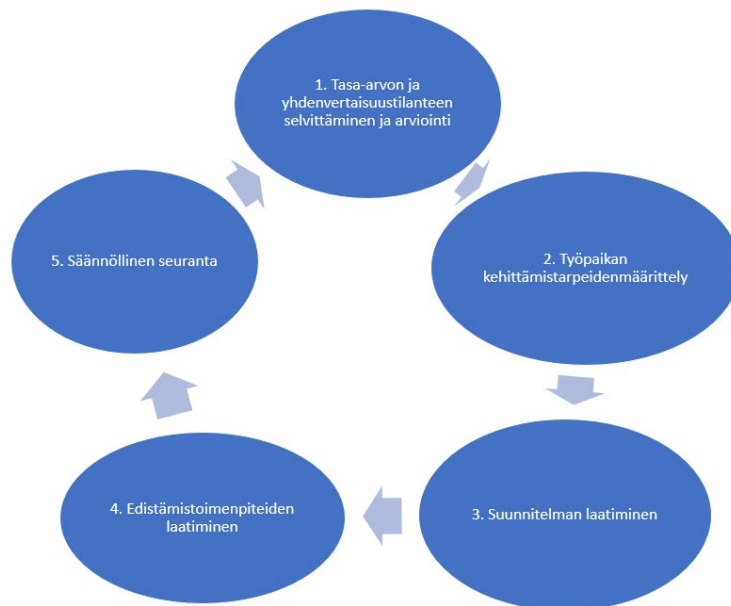 1. Tasa-arvon ja
yhdenvertaisuustilanteen
selvittäminen ja arviointi
2. Työpaikan
kehittämistarpeidenmäärittely
3. Suunnitelman laatiminen
4. Edistämistoimenpiteiden
laatiminen
5. Säännöllinen seuranta